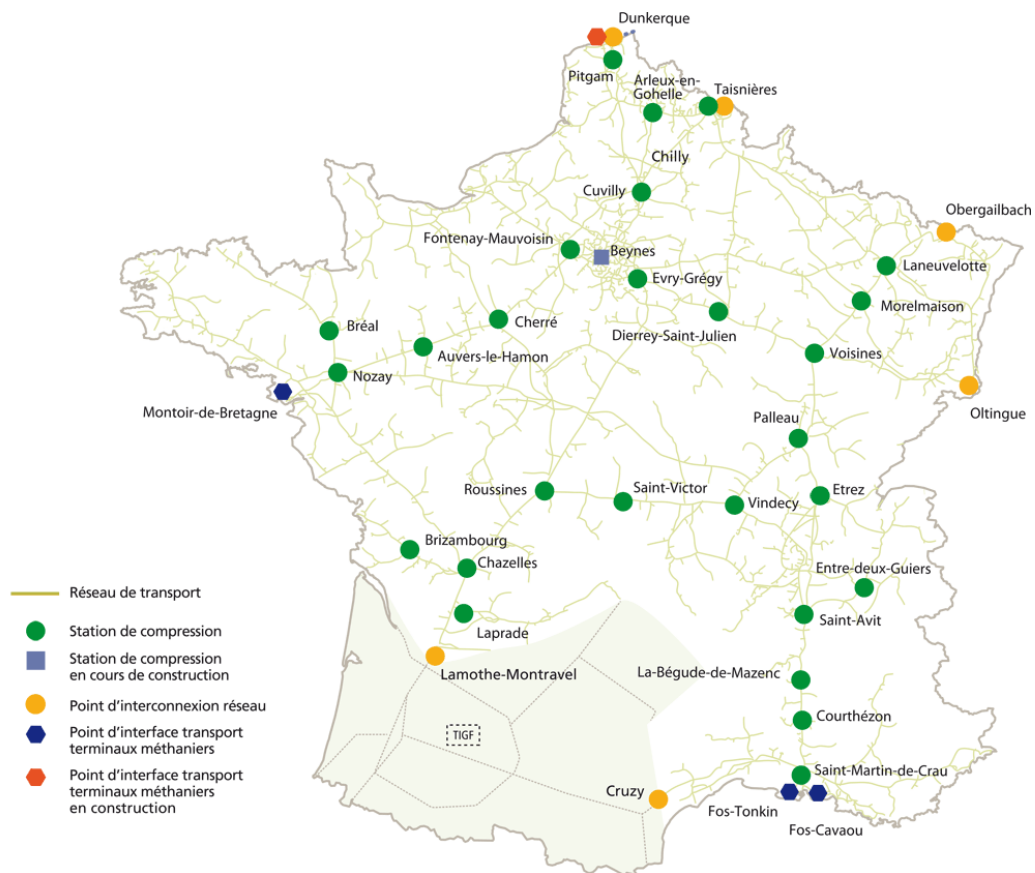 Dunkerque
Pitgam
Arleux-en-
Gohelle
Taisnières
Chilly
Cuvilly
Obergailbach
Fontenay-Mauvoisin
Beynes
Laneuvelotte
Evry-Grégy
Morelmaison
Cherré
Bréal
Dierrey-Saint-Julien
Auvers-le-Hamon
Voisines
Nozay
Montoir-de-Bretagne
Oltingue
Palleau
Roussines
Saint-Victor
Etrez
Vindecy
Brizambourg
Chazelles
Entre-deux-Guiers
Réseau de transport
Laprade
Saint-Avit
Station de compression
Station de compression
en cours de construction
Lamothe-Montravel
La-Bégude-de-Mazenc
Point d'interconnexion réseau
Courthézon
Point d'interface transport
terminaux méthaniers
TIGF
Point d'interface transport
terminaux méthaniers
en construction
Saint-Martin-de-Crau
Cruzy
Fos-Tonkin
Fos-Cavaou